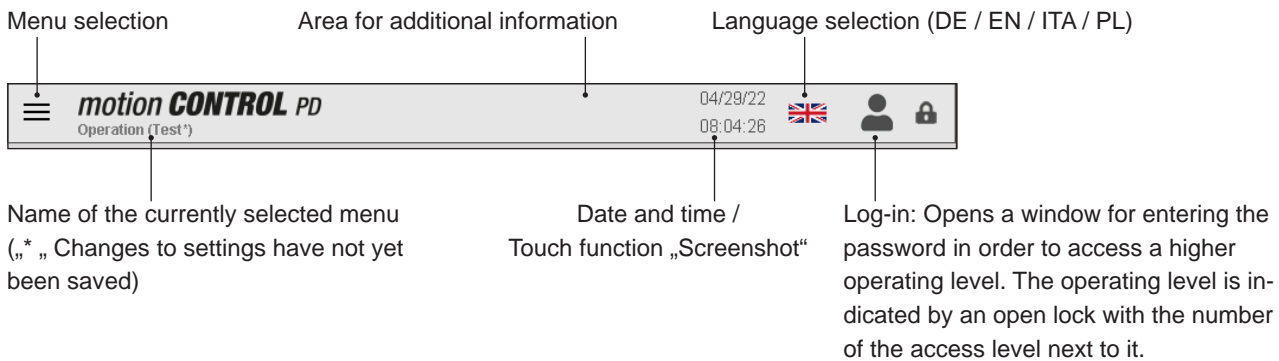 Menu selection
Area for additional information
Language selection (DE / EN / ITA / PL)
motion CONTROL PD
Operation (Test*)
04/29/22
08:04:26
Name of the currently selected menu
(„* „ Changes to settings have not yet
been saved)
Date and time /
Touch function „Screenshot“
Log-in: Opens a window for entering the
password in order to access a higher
operating level. The operating level is in-
dicated by an open lock with the number
of the access level next to it.